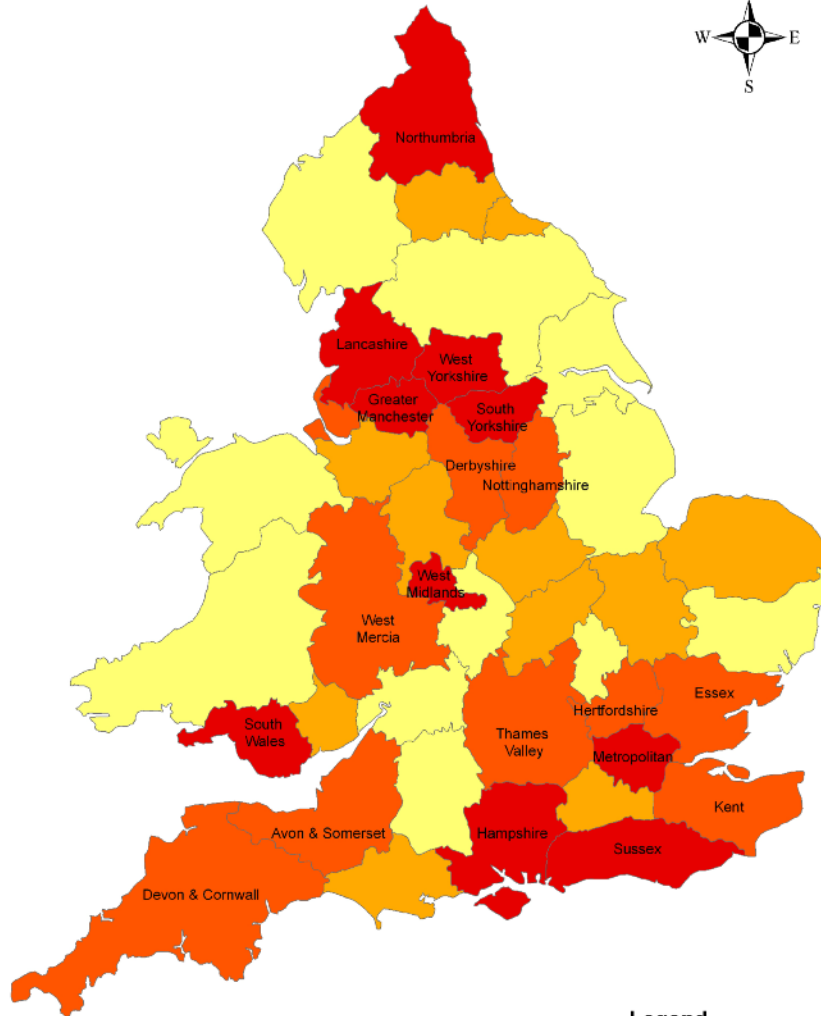 W
E
S
Northumbria
Lancashire
West
Yorkshire
Greater
Manchester
South
Yorkshire
Derbyshire
Nottinghamshire
West
Midlands
West
Mercia
Essex
Hertfordshire
South
Wales
Thames
Valley
Metropolitan
Kent
Avon & Somerset
Hampshire
Sussex
Devon & Cornwall
Legend